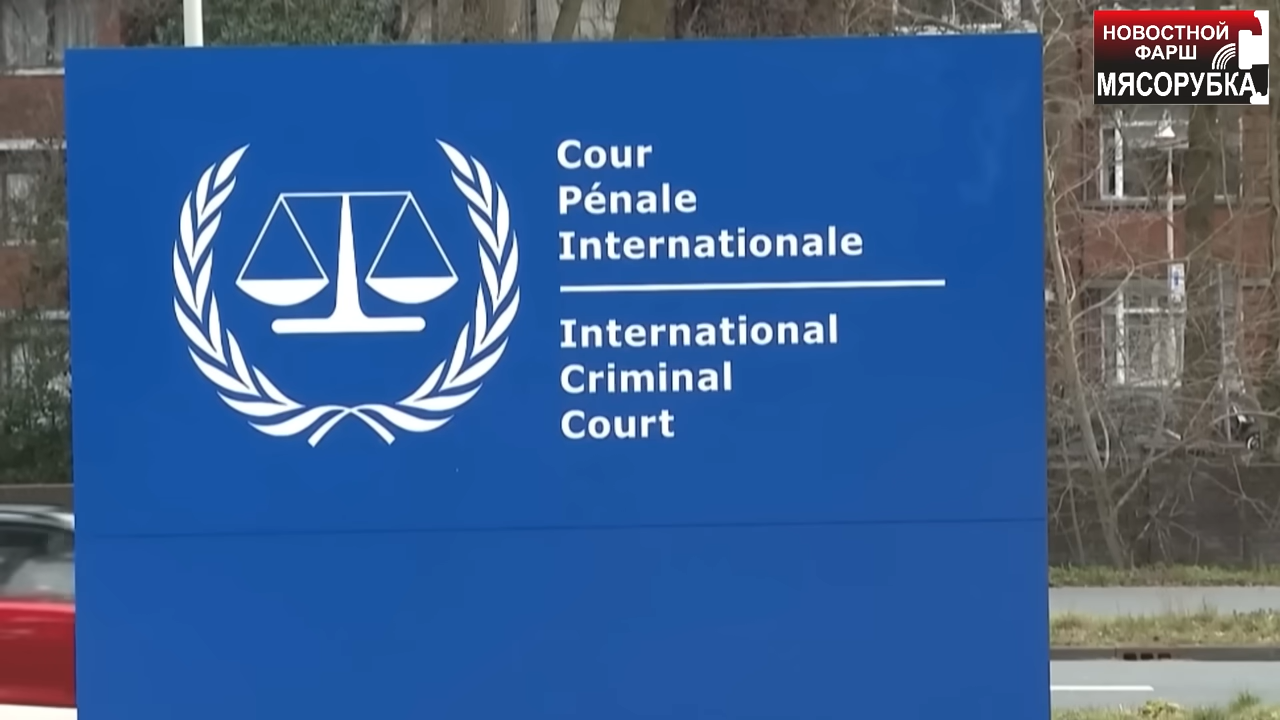 Cour
Pénale
Internationale
International
Criminal
Court
НОВОСТНОЙ
ФАРШ
МЯСОРУБКА